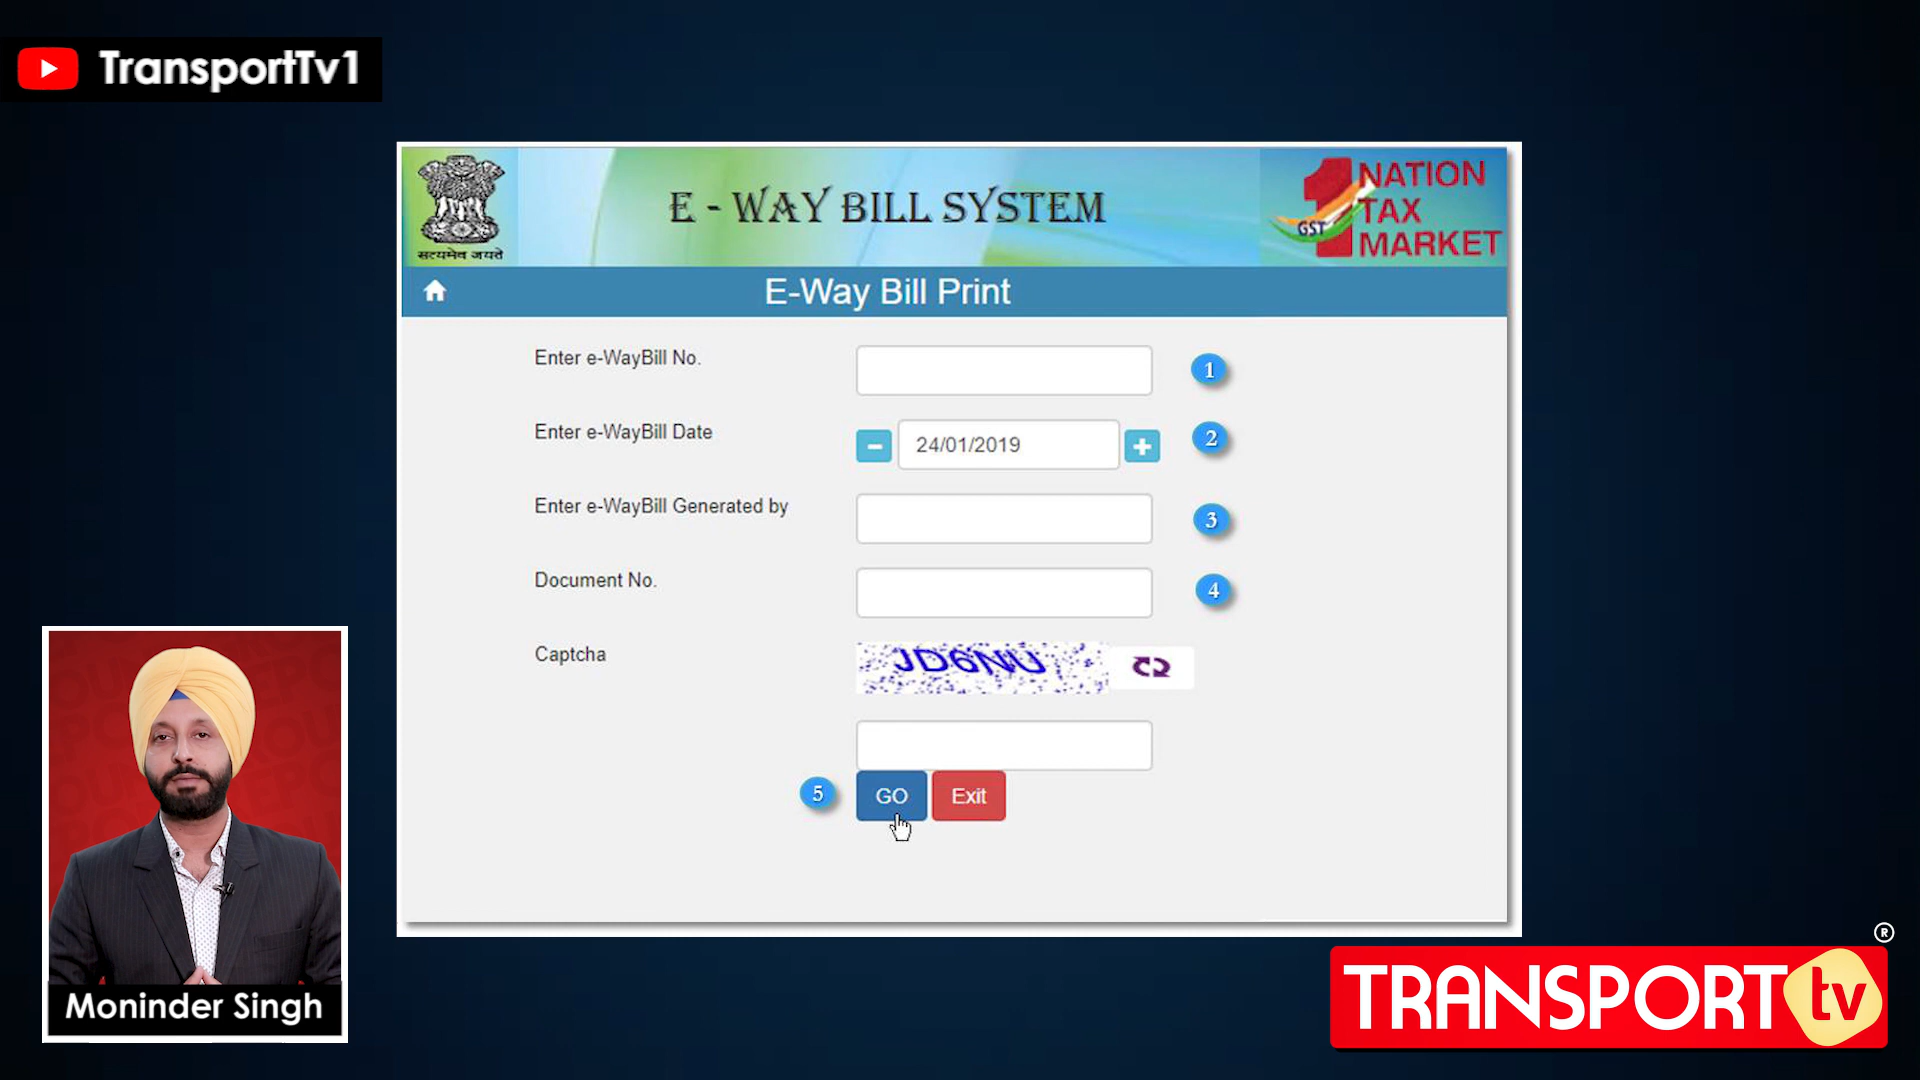 TransportTv1
सत्यमेव जयते
E - WAY BILL SYSTEM
1 NATION
TAX
MARKET
GST
E-Way Bill Print
Enter e-WayBill No.
1
Enter e-WayBill Date
24/01/2019
2
Enter e-WayBill Generated by
3
Document No.
4
Captcha
JD6NU
5
GO
Exit
Moninder Singh
TRANSPORT tv ®